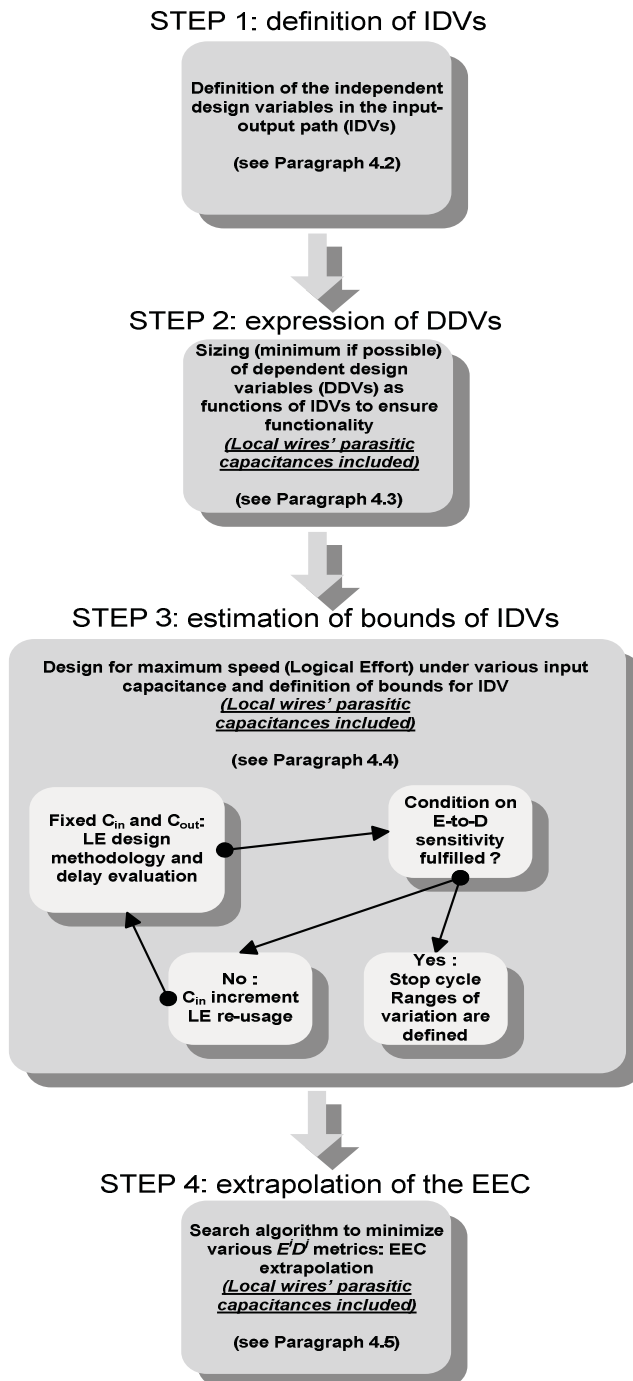 STEP 1: definition of IDVs
Definition of the independent
design variables in the input-
output path (IDVs)
(see Paragraph 4.2)
STEP 2: expression of DDVs
Sizing (minimum if possible)
of dependent design
variables (DDVs) as
functions of IDVs to ensure
functionality
(Local wires' parasitic
capacitances included)
(see Paragraph 4.3)
STEP 3: estimation of bounds of IDVs
Design for maximum speed (Logical Effort) under various input
capacitance and definition of bounds for IDV
(Local wires' parasitic
capacitances included)
(see Paragraph 4.4)
Fixed Cin and Cout:
LE design
methodology and
delay evaluation
Condition on
E-to-D
sensitivity
fulfilled ?
No :
Cin increment
LE re-usage
Yes :
Stop cycle
Ranges of
variation are
defined
STEP 4: extrapolation of the EEC
Search algorithm to minimize
various EiDj metrics: EEC
extrapolation
(Local wires' parasitic
capacitances included)
(see Paragraph 4.5)